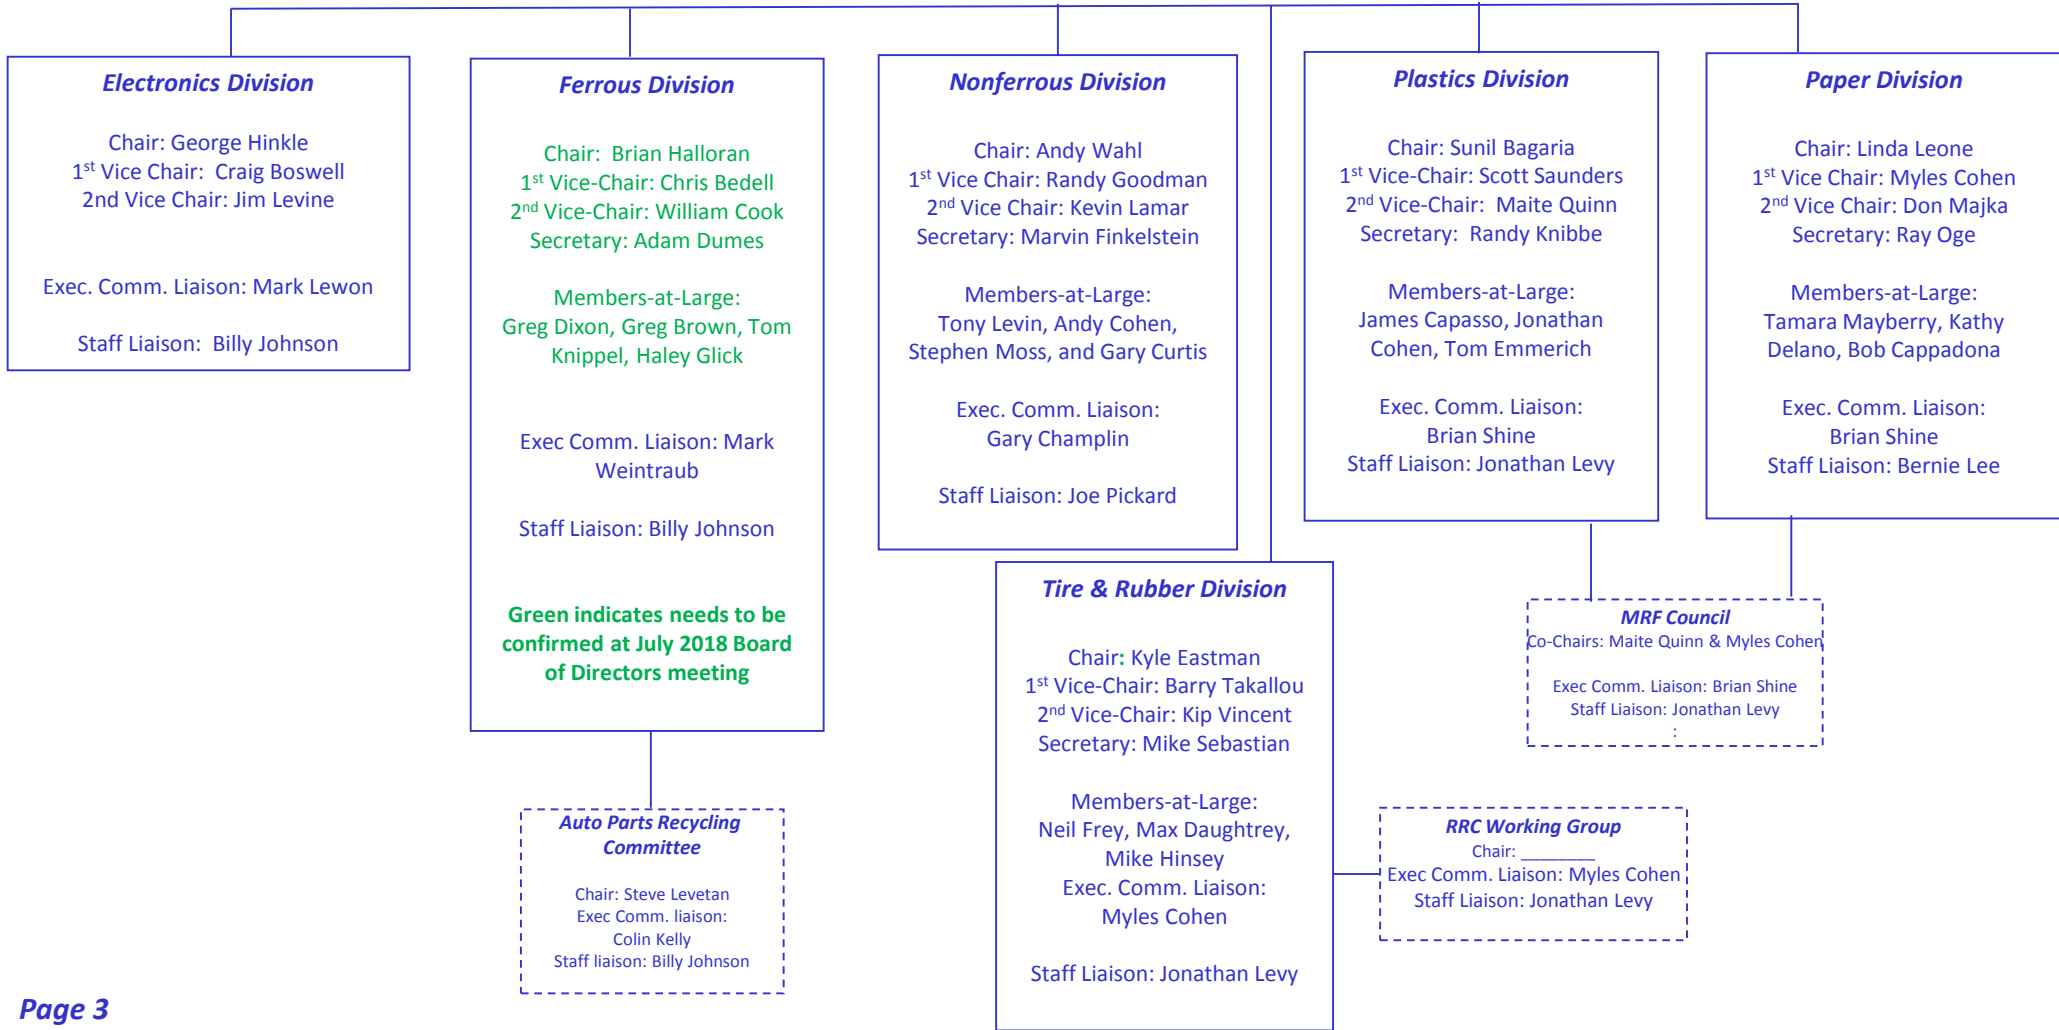 Electronics Division
Chair: George Hinkle
1st Vice Chair:  Craig Boswell
2nd Vice Chair: Jim Levine
Exec. Comm. Liaison: Mark Lewon
Staff Liaison:  Billy Johnson
Ferrous Division
Chair:  Brian Halloran
1st Vice-Chair: Chris Bedell
2nd Vice-Chair: William Cook
Secretary: Adam Dumes
Members-at-Large:
Greg Dixon, Greg Brown, Tom
Knippel, Haley Glick
Exec Comm. Liaison: Mark
Weintraub
Staff Liaison: Billy Johnson
Green indicates needs to be
confirmed at July 2018 Board
of Directors meeting
Nonferrous Division
Chair: Andy Wahl
1st Vice Chair: Randy Goodman
2nd Vice Chair: Kevin Lamar
Secretary: Marvin Finkelstein
Members-at-Large:
Tony Levin, Andy Cohen,
Stephen Moss, and Gary Curtis
Exec. Comm. Liaison:
Gary Champlin
Staff Liaison: Joe Pickard
Plastics Division
Chair: Sunil Bagaria
1st Vice-Chair: Scott Saunders
2nd Vice-Chair:  Maite Quinn
Secretary:  Randy Knibbe
Members-at-Large:
James Capasso, Jonathan
Cohen, Tom Emmerich
Exec. Comm. Liaison:
Brian Shine
Staff Liaison: Jonathan Levy
Paper Division
Chair: Linda Leone
1st Vice Chair: Myles Cohen
2nd Vice Chair: Don Majka
Secretary: Ray Oge
Members-at-Large:
Tamara Mayberry, Kathy
Delano, Bob Cappadona
Exec. Comm. Liaison:
Brian Shine
Staff Liaison: Bernie Lee
Tire & Rubber Division
Chair: Kyle Eastman
1st Vice-Chair: Barry Takallou
2nd Vice-Chair: Kip Vincent
Secretary: Mike Sebastian
Members-at-Large:
Neil Frey, Max Daughtrey,
Mike Hinsey
Exec. Comm. Liaison:
Myles Cohen
Staff Liaison: Jonathan Levy
MRF Council
Co-Chairs: Maite Quinn & Myles Cohen
Exec Comm. Liaison: Brian Shine
Staff Liaison: Jonathan Levy
:
Auto Parts Recycling
Committee
Chair: Steve Levetan
Exec Comm. liaison:
Colin Kelly
Staff liaison: Billy Johnson
RRC Working Group
Chair: ________
Exec Comm. Liaison: Myles Cohen
Staff Liaison: Jonathan Levy
Page 3